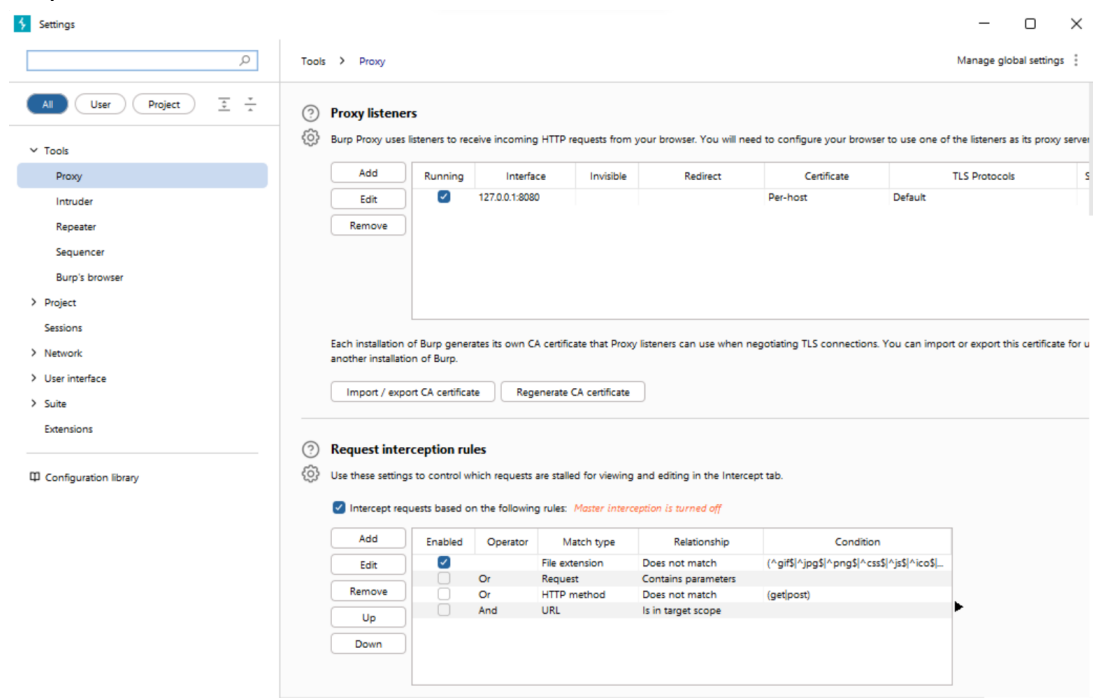 Settings
Tools > Proxy
Manage global settings
All User Project
Tools
Proxy
Intruder
Repeater
Sequencer
Burp's browser
Project
Sessions
Network
User interface
Suite
Extensions
Configuration library
Proxy listeners
Burp Proxy uses listeners to receive incoming HTTP requests from your browser. You will need to configure your browser to use one of the listeners as its proxy server
Add
Edit
Remove
Running Interface Invisible Redirect Certificate TLS Protocols
127.0.0.1:8080 Per-host Default
Each installation of Burp generates its own CA certificate that Proxy listeners can use when negotiating TLS connections. You can import or export this certificate for
another installation of Burp.
Import / export CA certificate Regenerate CA certificate
Request interception rules
Use these settings to control which requests are stalled for viewing and editing in the Intercept tab.
Intercept requests based on the following rules: Master interception is turned off
Add
Edit
Remove
Up
Down
Enabled Operator Match type Relationship Condition
File extension Does not match (^gif$|^jpg$|^png$|^css$|^js$|^ico$|...
Or Request Contains parameters
Or HTTP method Does not match (get|post)
And URL Is in target scope